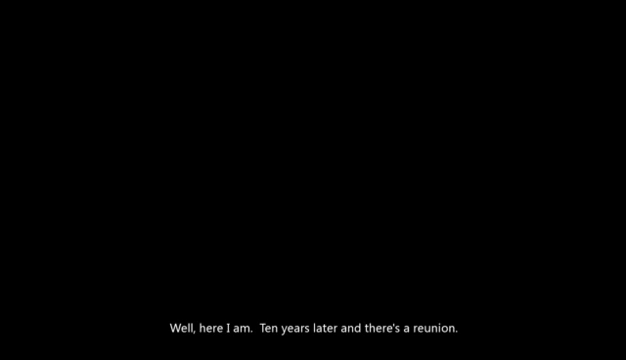 Well, here I am.  Ten years later and there's a reunion.